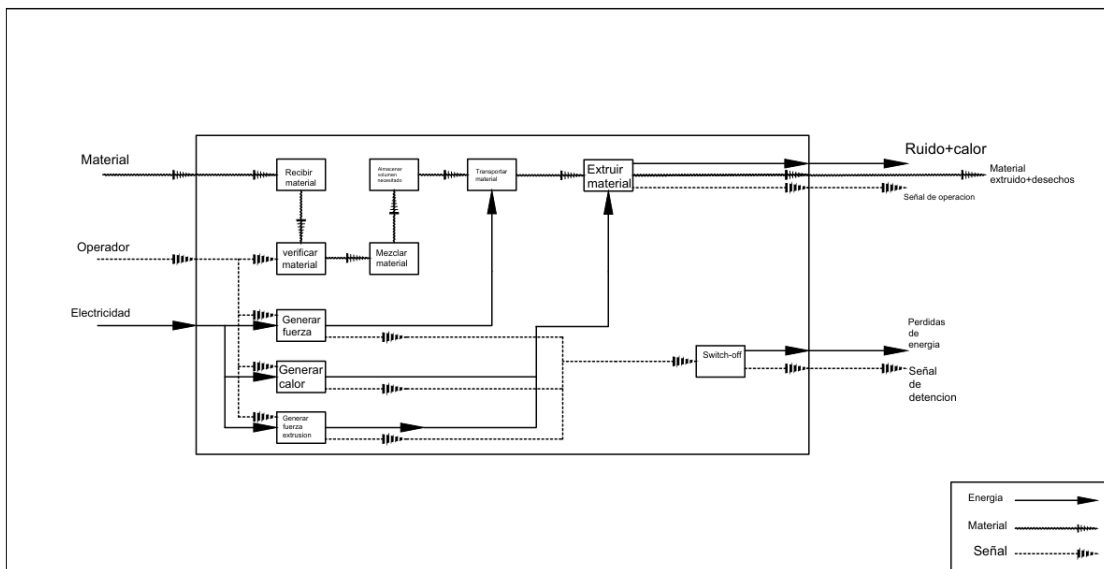 Material
Recibir
material
Almacenar
volumen
necesitado
Transportar
material
Extruir
material
Ruido+calor
Material
extruido+desechos
Señal de operacion
Operador
verificar
material
Mezclar
material
Electricidad
Generar
fuerza
Generar
calor
Generar
fuerza
extrusion
Switch-off
Perdidas
de
energia
Señal
de
detencion
Energia
Material
Señal